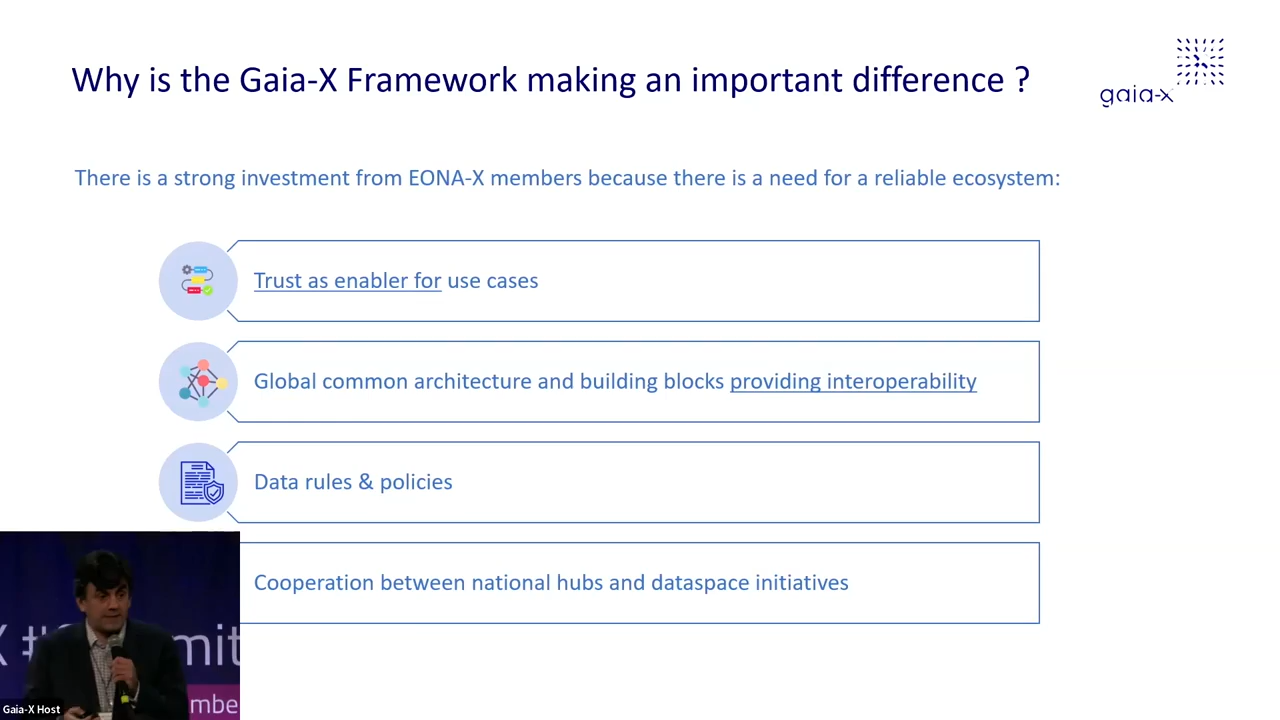 Why is the Gaia-X Framework making an important difference ?
gaia-x
There is a strong investment from EONA-X members because there is a need for a reliable ecosystem:
Trust as enabler for use cases
Global common architecture and building blocks providing interoperability
Data rules & policies
Cooperation between national hubs and dataspace initiatives
X #
mit
mbe
Gaia-X Host